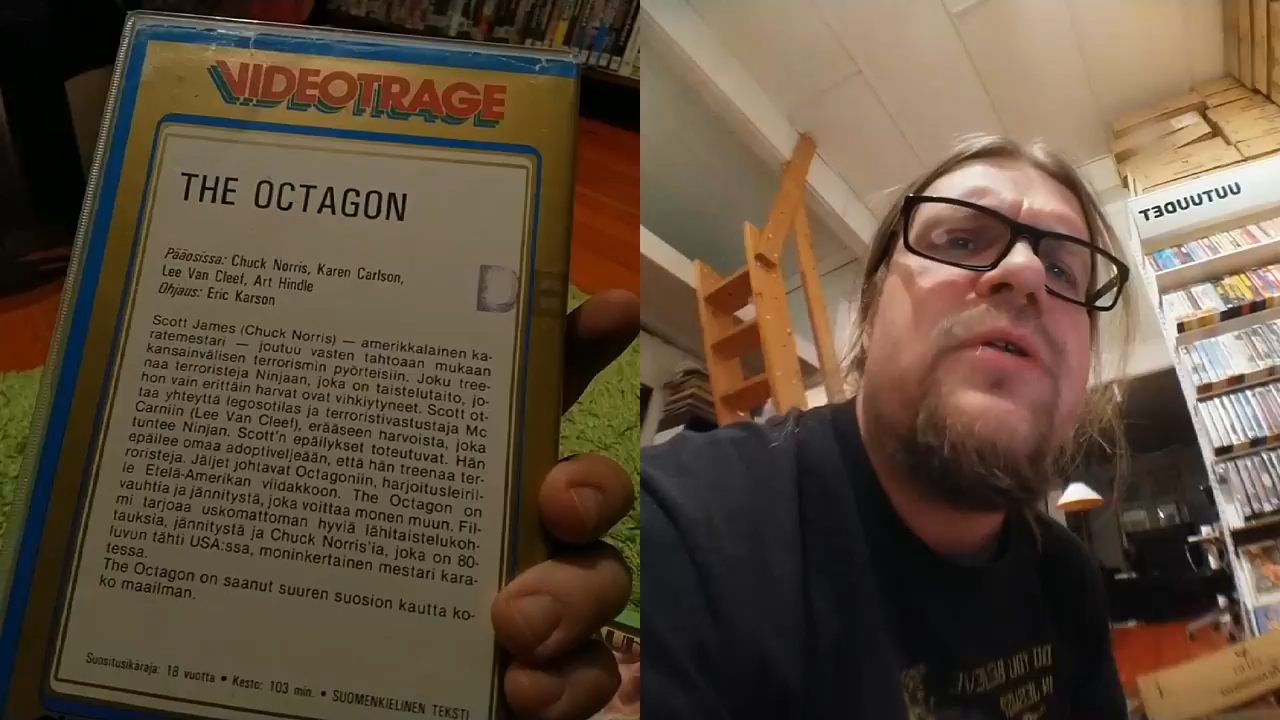 VIDEOTRAGE
THE OCTAGON
Pääosissa: Chuck Norris, Karen Carlson,
Lee Van Cleef, Art Hindle
Ohjaus: Eric Karson
Scott James (Chuck Norris) — amerikkalainen ka-
ratemestari — joutuu vasten tahtoaan mukaan
kansainvälisen terrorismin pyörteisiin. Joku tree-
naa terroristeja Ninjaan, joka on taistelutaito, jo-
hon vain erittäin harvat ovat vihkiytyneet. Scott ot-
taa yhteyttä legosotilas ja terroristivastustaja Mc
Carniin (Lee Van Cleef), erääseen harvoista, joka
tuntee Ninjan. Scott'n epäilykset toteutuvat. Hän
epäilee omaa adoptiveljeään, että hän treenaa ter-
roristeja. Jäljet johtavat Octagoniin, harjoitusleiril-
le Etelä-Amerikan viidakkoon. The Octagon on
vauhtia ja jännitystä, joka voittaa monen muun. Fil-
mi tarjoaa uskomattoman hyviä lähitaistelukoh-
tauksia, jännitystä ja Chuck Norris'ia, joka on 80-
luvun tähti USA:ssa, moninkertainen mestari kara-
tessa.
The Octagon on saanut suuren suosion kautta ko-
ko maailman.
Suositusikäraja: 18 vuotta • Kesto: 103 min. • SUOMENKIELINEN TEKSTI
UUTUUDET